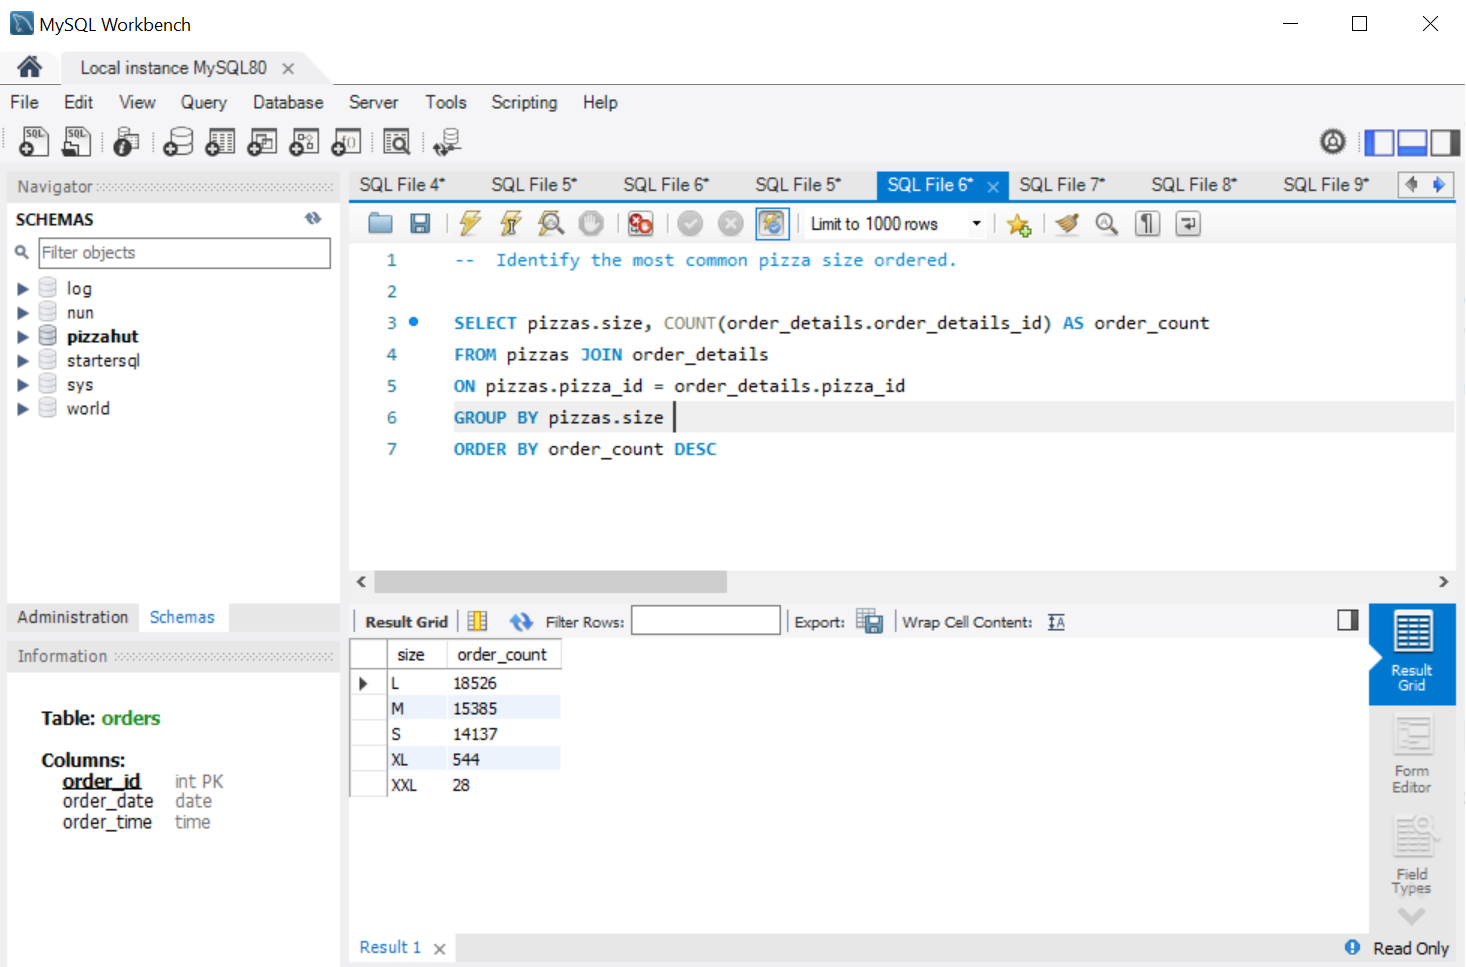 MySQL Workbench
Local instance MySQL80
File Edit View Query Database Server Tools Scripting Help
Navigator
SQL File 4* SQL File 5* SQL File 6* SQL File 5* SQL File 6* SQL File 7* SQL File 8* SQL File 9*
SCHEMAS
Filter objects
log
nun
pizzahut
startersql
sys
world
Limit to 1000 rows
1 -- Identify the most common pizza size ordered.
2
3 SELECT pizzas.size, COUNT(order_details.order_details_id) AS order_count
4 FROM pizzas JOIN order_details
5 ON pizzas.pizza_id = order_details.pizza_id
6 GROUP BY pizzas.size
7 ORDER BY order_count DESC
Administration Schemas
Information
Table: orders
Columns:
order_id int PK
order_date date
order_time time
Result Grid Filter Rows: Export: Wrap Cell Content:
size order_count
L 18526
M 15385
S 14137
XL 544
XXL 28
Result
Grid
Form
Editor
Field
Types
Result 1
Read Only